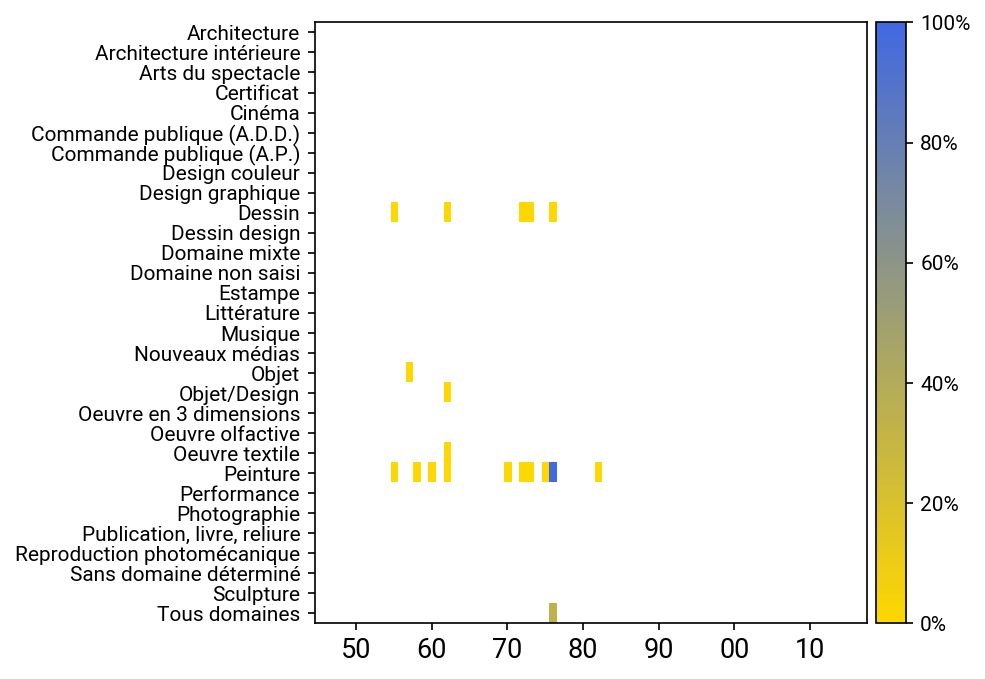 Architecture
Architecture intérieure
Arts du spectacle
Certificat
Cinéma
Commande publique (A.D.D.)
Commande publique (A.P.)
Design couleur
Design graphique
Dessin
Dessin design
Domaine mixte
Domaine non saisi
Estampe
Littérature
Musique
Nouveaux médias
Objet
Objet/Design
Oeuvre en 3 dimensions
Oeuvre olfactive
Oeuvre textile
Peinture
Performance
Photographie
Publication, livre, reliure
Reproduction photomécanique
Sans domaine déterminé
Sculpture
Tous domaines
50 60 70 80 90 00 10
100%
80%
60%
40%
20%
0%